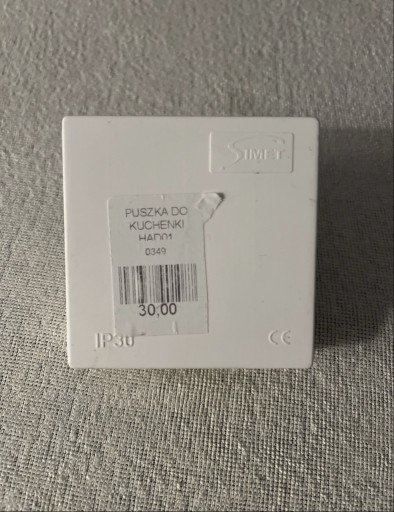 SIMET
PUSZKA DO
KUCHENKI
HAD01
0349
30,00
IP30
CE